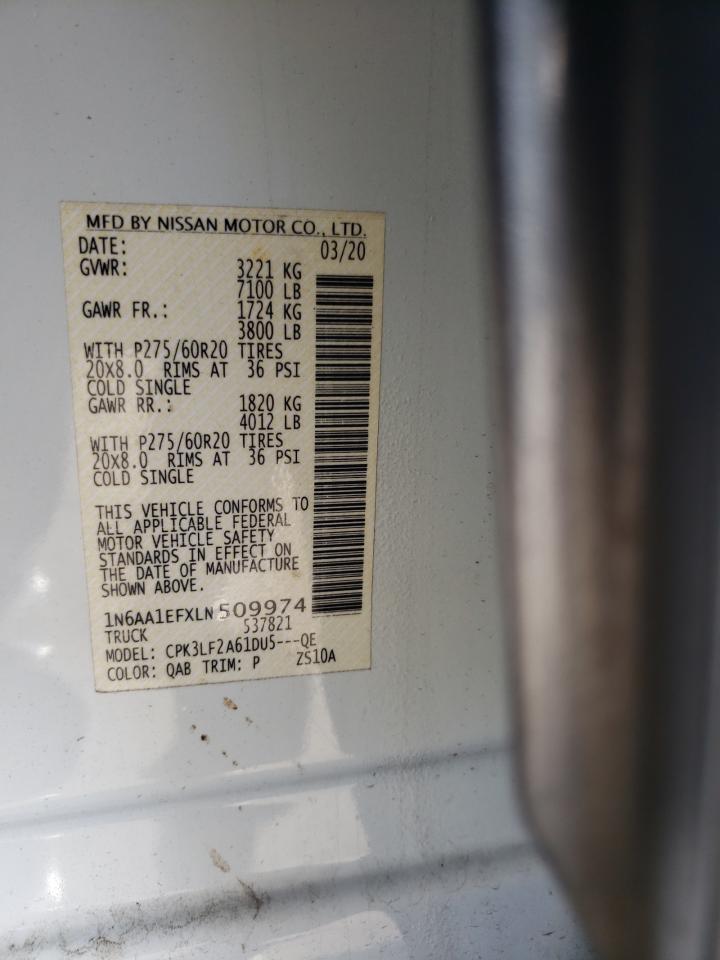 MFD BY NISSAN MOTOR CO., LTD.
DATE: 03/20
GVWR: 3221 KG
7100 LB
GAWR FR.: 1724 KG
3800 LB
WITH P275/60R20 TIRES
20X8.0 RIMS AT 36 PSI
COLD SINGLE
GAWR RR.: 1820 KG
4012 LB
WITH P275/60R20 TIRES
20X8.0 RIMS AT 36 PSI
COLD SINGLE
THIS VEHICLE CONFORMS TO
ALL APPLICABLE FEDERAL
MOTOR VEHICLE SAFETY
STANDARDS IN EFFECT ON
THE DATE OF MANUFACTURE
SHOWN ABOVE.
1N6AA1EFXLN509974
TRUCK 537821
MODEL: CPK3LF2A61DU5---QE
COLOR: QAB TRIM: P ZS10A